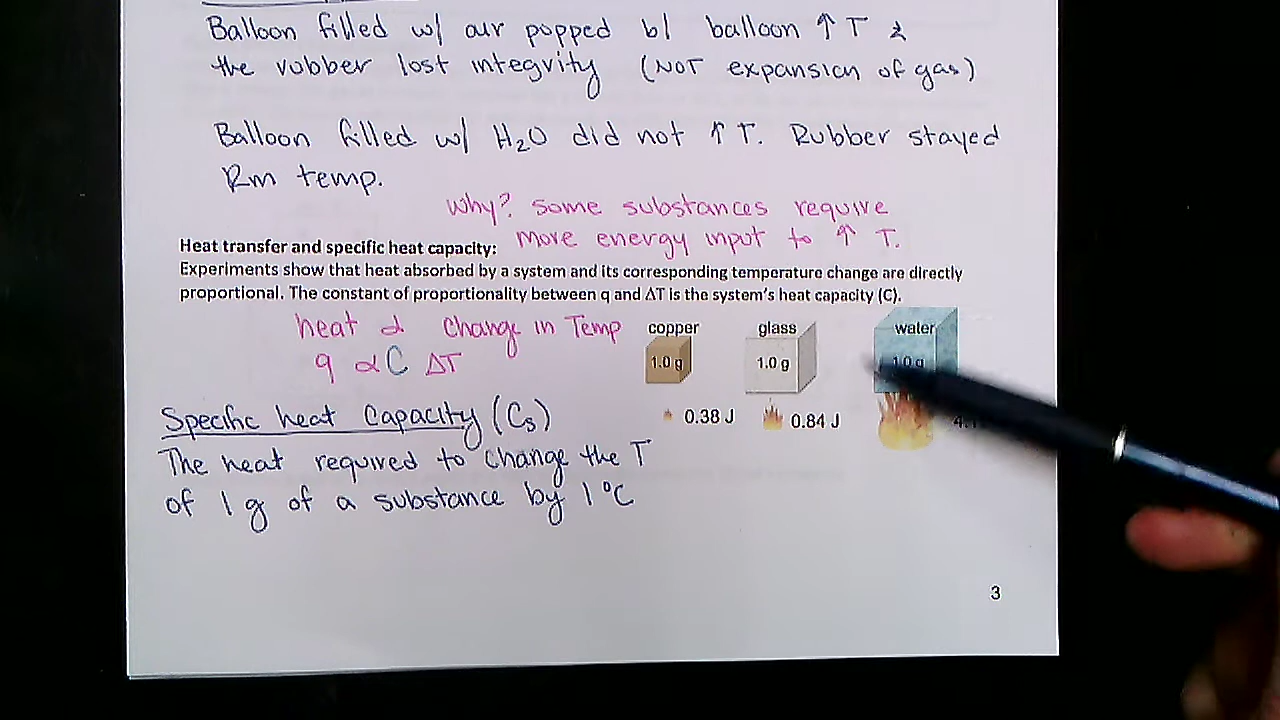 Balloon filled w/ air popped b/ balloon ↑ T &
the rubber lost integrity (NOT expansion of gas)
Balloon filled w/ H₂O did not ↑ T. Rubber stayed
Rm temp.
why? some substances require
more energy input to ↑ T.
Heat transfer and specific heat capacity:
Experiments show that heat absorbed by a system and its corresponding temperature change are directly
proportional. The constant of proportionality between q and ΔT is the system's heat capacity (C).
heat α change in Temp
q α C ΔT
copper glass water
1.0 g 1.0 g 1.0 g
0.38 J 0.84 J
Specific heat Capacity (Cs)
The heat required to change the T
of 1 g of a substance by 1 °C
3